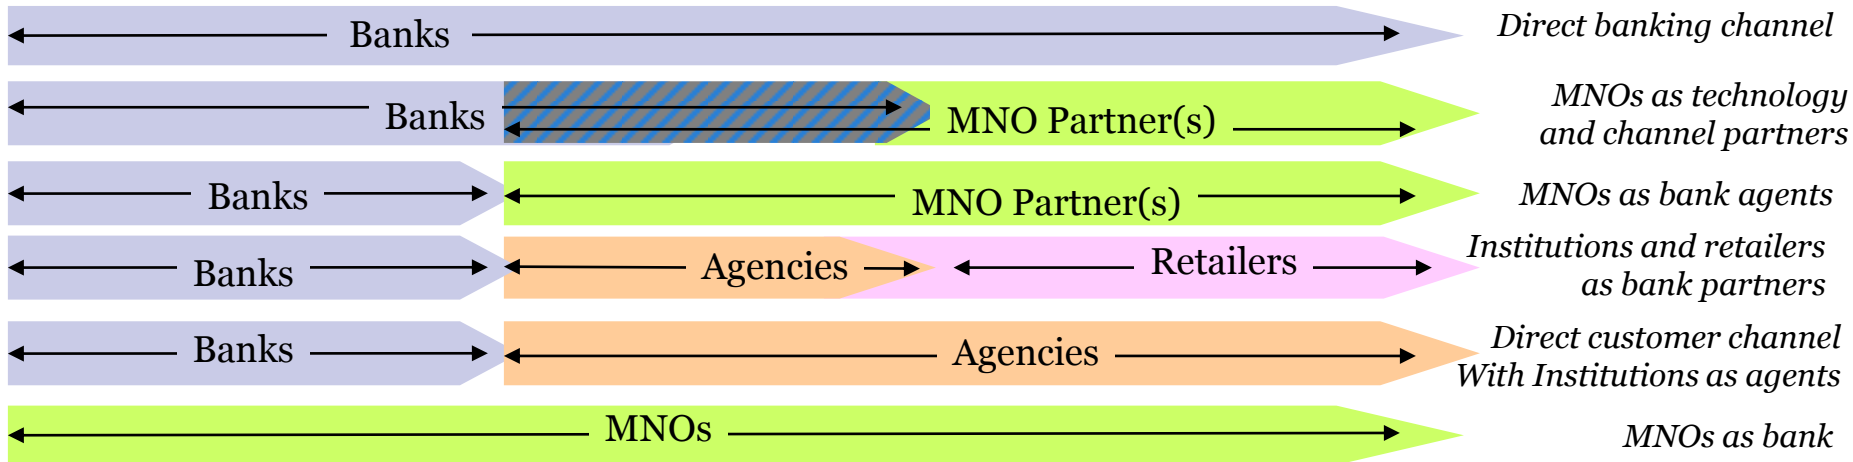 Banks
Direct banking channel
Banks
MNO Partner(s)
MNOs as technology
and channel partners
Banks
MNO Partner(s)
MNOs as bank agents
Banks
Agencies
Retailers
Institutions and retailers
as bank partners
Banks
Agencies
Direct customer channel
With Institutions as agents
MNOs
MNOs as bank